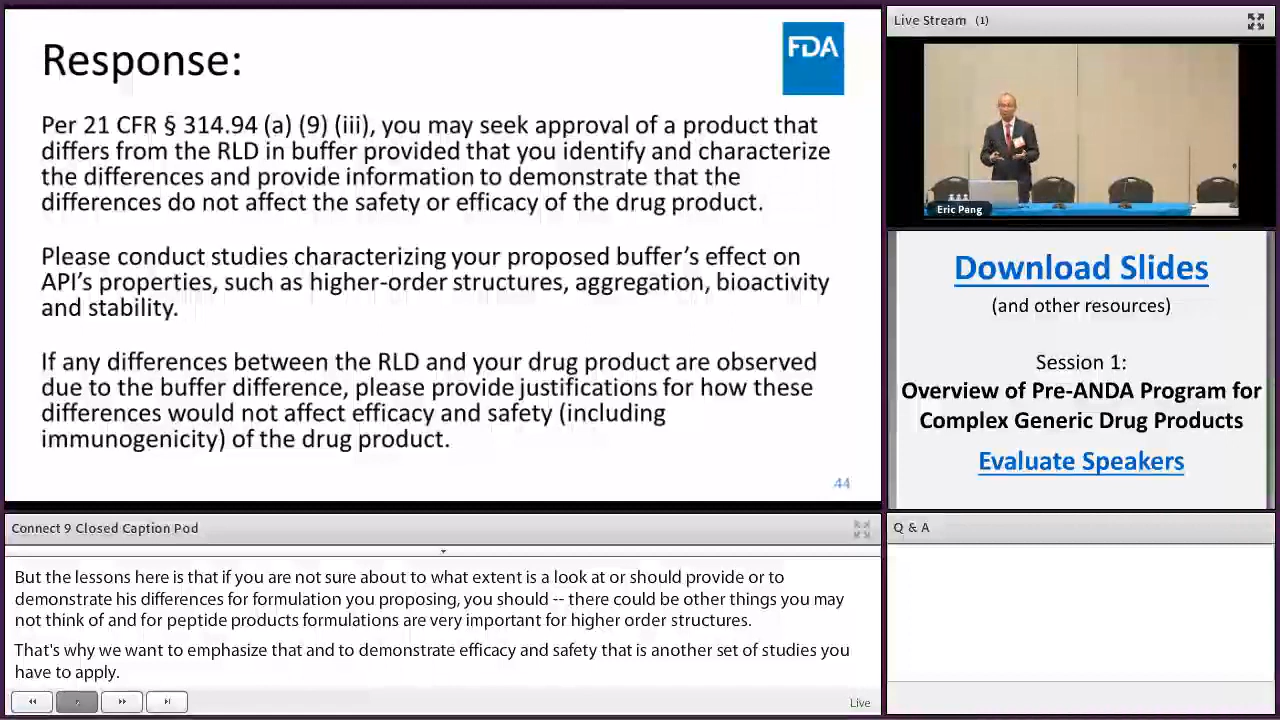 Response:
FDA
Per 21 CFR § 314.94 (a) (9) (iii), you may seek approval of a product that
differs from the RLD in buffer provided that you identify and characterize
the differences and provide information to demonstrate that the
differences do not affect the safety or efficacy of the drug product.
Please conduct studies characterizing your proposed buffer's effect on
API's properties, such as higher-order structures, aggregation, bioactivity
and stability.
If any differences between the RLD and your drug product are observed
due to the buffer difference, please provide justifications for how these
differences would not affect efficacy and safety (including
immunogenicity) of the drug product.
44
Live Stream (1)
Eric Pang
Download Slides
(and other resources)
Session 1:
Overview of Pre-ANDA Program for
Complex Generic Drug Products
Evaluate Speakers
Connect 9 Closed Caption Pod
But the lessons here is that if you are not sure about to what extent is a look at or should provide or to
demonstrate his differences for formulation you proposing, you should -- there could be other things you may
not think of and for peptide products formulations are very important for higher order structures.
That's why we want to emphasize that and to demonstrate efficacy and safety that is another set of studies you
have to apply.
Live
Q & A